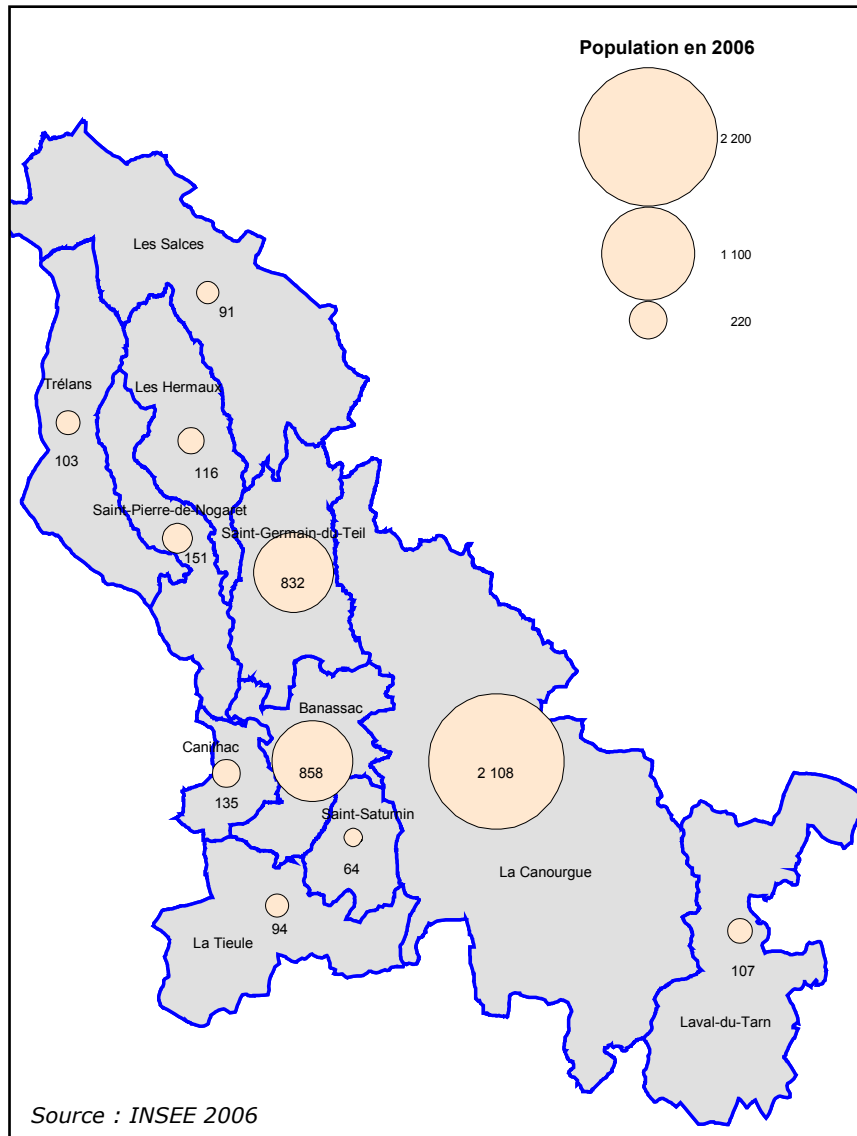 Population en 2006
2 200
1 100
220
Les Salces
91
Trélans
103
Les Hermaux
116
Saint-Pierre-de-Nogaret
151
Saint-Germain-du-Teil
832
Banassac
858
Canilhac
135
2 108
La Canourgue
Saint-Saturnin
64
94
La Tieule
107
Laval-du-Tarn
Source : INSEE 2006